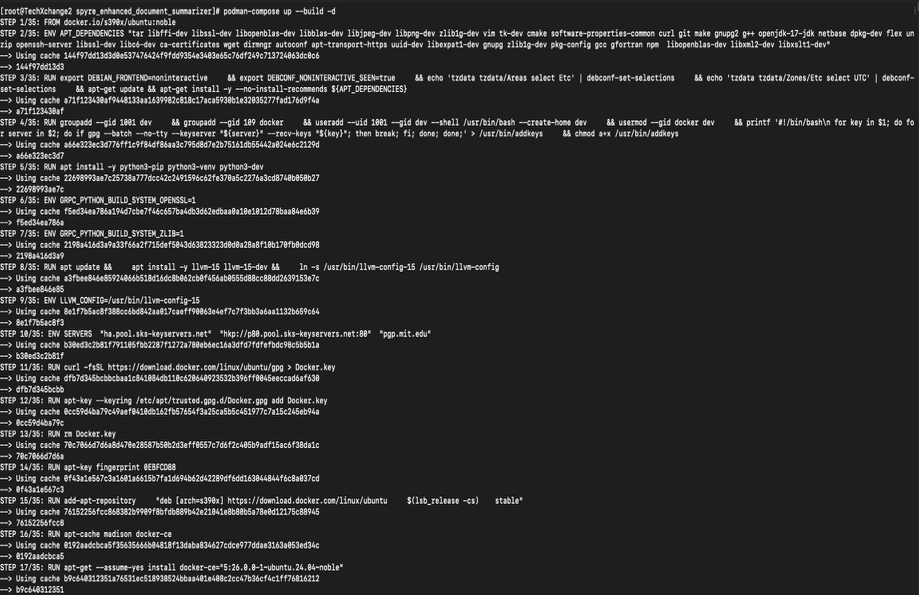 [root@TechXchange2 spyre_enhanced_document_summarizer]# podman-compose up --build -d
STEP 1/35: FROM docker.io/s390x/ubuntu:noble
STEP 2/35: ENV APT_DEPENDENCIES "tar libffi-dev libssl-dev libopenblas-dev libblas-dev libjpeg-dev libpng-dev zlib1g-dev vim tk-dev cmake software-properties-common curl git make gnupg2 g++ openjdk-17-jdk netbase dpkg-dev flex un
zip openssh-server libssl-dev libc6-dev ca-certificates wget dirmngr autoconf apt-transport-https uuid-dev libexpat1-dev gnupg zlib1g-dev pkg-config gcc gfortran npm  libopenblas-dev libxml2-dev libxslt1-dev"
--> Using cache 144f97dd13d3d0e537476424f9fdd9354e3403e65c76df249c713724063dc0c6
--> 144f97dd13d3
STEP 3/35: RUN export DEBIAN_FRONTEND=noninteractive    && export DEBCONF_NONINTERACTIVE_SEEN=true    && echo 'tzdata tzdata/Areas select Etc' | debconf-set-selections    && echo 'tzdata tzdata/Zones/Etc select UTC' | debconf-
set-selections    && apt-get update && apt-get install -y --no-install-recommends ${APT_DEPENDENCIES}
--> Using cache a71f123430af9448133aa1639982c818c17aca5930b1e32035277fad176d9f4a
--> a71f123430af
STEP 4/35: RUN groupadd --gid 1001 dev    && groupadd --gid 109 docker    && useradd --uid 1001 --gid dev --shell /usr/bin/bash --create-home dev    && usermod --gid docker dev    && printf '#!/bin/bash\n for key in $1; do fo
r server in $2; do if gpg --batch --no-tty --keyserver "${server}" --recv-keys "${key}"; then break; fi; done; done;' > /usr/bin/addkeys    && chmod a+x /usr/bin/addkeys
--> Using cache a66e323ec3d776ff1c9f84df86aa3c795d8d7e2b75161db55442a024e6c2129d
--> a66e323ec3d7
STEP 5/35: RUN apt install -y python3-pip python3-venv python3-dev
--> Using cache 22698993ae7c25738a777dcc42c2491596c62fe370a5c2276a3cd8740b050b27
--> 22698993ae7c
STEP 6/35: ENV GRPC_PYTHON_BUILD_SYSTEM_OPENSSL=1
--> Using cache f5ed34ea786a194d7cbe7f46c657ba4db3d62edbaa0a10e1012d78baa84e6b39
--> f5ed34ea786a
STEP 7/35: ENV GRPC_PYTHON_BUILD_SYSTEM_ZLIB=1
--> Using cache 2198a416d3a9a33f66a2f715def5043d63823323d0d0a28a8f10b170fb0dcd98
--> 2198a416d3a9
STEP 8/35: RUN apt update &&    apt install -y llvm-15 llvm-15-dev &&    ln -s /usr/bin/llvm-config-15 /usr/bin/llvm-config
--> Using cache a3fbee846e85924066b518d16dc8b062cb0f456ab0555d88cc88dd2639153e7c
--> a3fbee846e85
STEP 9/35: ENV LLVM_CONFIG=/usr/bin/llvm-config-15
--> Using cache 8e1f7b5ac8f388cc6bd842aa017caeff90063e4ef7c7f3bb3a6aa1132b659c64
--> 8e1f7b5ac8f3
STEP 10/35: ENV SERVERS  "ha.pool.sks-keyservers.net"  "hkp://p80.pool.sks-keyservers.net:80"  "pgp.mit.edu"
--> Using cache b30ed3c2b81f791105fbb2287f1272a780eb6ec16a3dfd7fdfefbdc98c5b5b1a
--> b30ed3c2b81f
STEP 11/35: RUN curl -fsSL https://download.docker.com/linux/ubuntu/gpg > Docker.key
--> Using cache dfb7d345bcbbcbaa1c841084db110c620640923532b396ff0045eeccad6af630
--> dfb7d345bcbb
STEP 12/35: RUN apt-key --keyring /etc/apt/trusted.gpg.d/Docker.gpg add Docker.key
--> Using cache 0cc59d4ba79c49aef0410db162fb57654f3a25ca5b5c451977c7a15c245eb94a
--> 0cc59d4ba79c
STEP 13/35: RUN rm Docker.key
--> Using cache 70c7066d7d6a8d470e28587b50b2d3eff0557c7d6f2c405b9adf15ac6f38da1c
--> 70c7066d7d6a
STEP 14/35: RUN apt-key fingerprint 0EBFCD88
--> Using cache 0f43a1e567c3a1601a6615b7fa1d694b62d42289df6dd163044844f6c8a037cd
--> 0f43a1e567c3
STEP 15/35: RUN add-apt-repository    "deb [arch=s390x] https://download.docker.com/linux/ubuntu    $(lsb_release -cs)    stable"
--> Using cache 76152256fcc868382b9909f8bfdb889b42e21041e8b80b5a78e0d12175c88945
--> 76152256fcc8
STEP 16/35: RUN apt-cache madison docker-ce
--> Using cache 0192aadcbca5f35635666b04818f13daba834627cdce977ddae3163a053ed34c
--> 0192aadcbca5
STEP 17/35: RUN apt-get --assume-yes install docker-ce="5:26.0.0-1~ubuntu.24.04~noble"
--> Using cache b9c640312351a76531ec518938524bbaa401e408c2cc47b36cf4c1ff76816212
--> b9c640312351